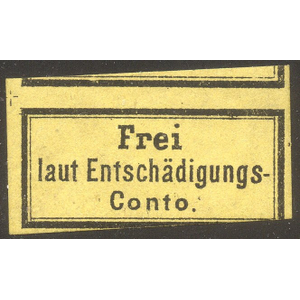 Frei
laut Entschädigungs-
Conto.